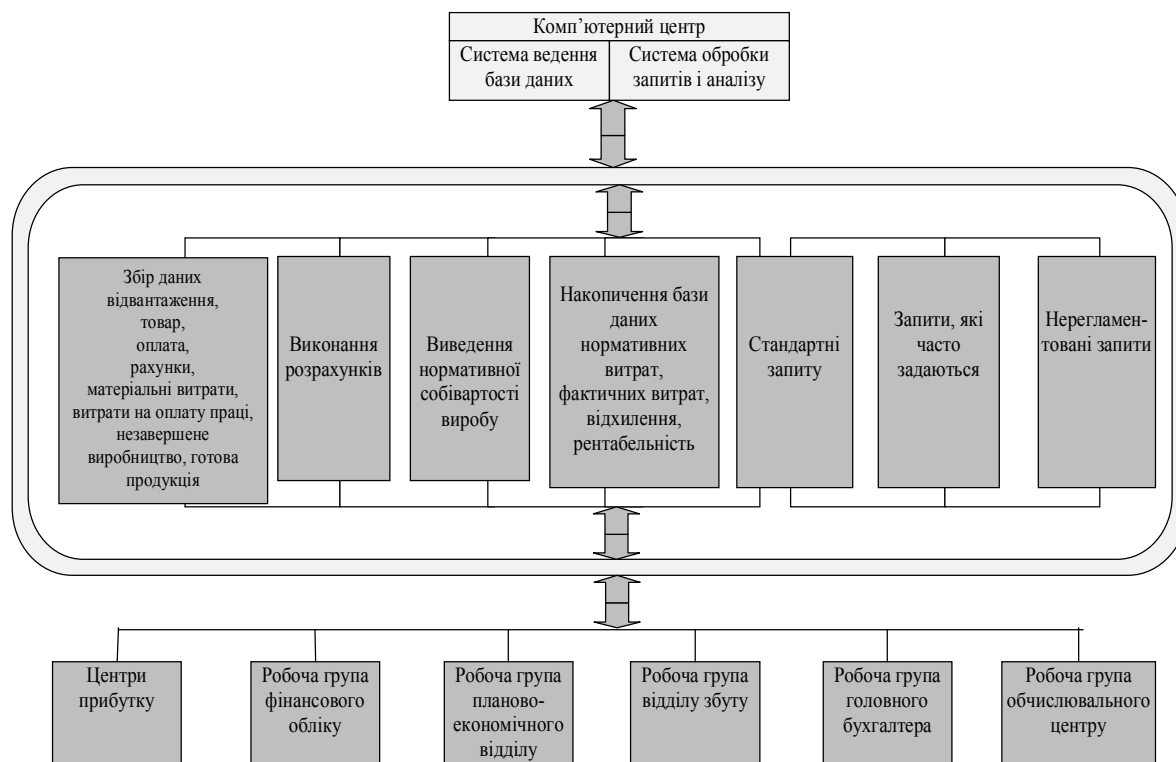 Комп’ютерний центр
Система ведення
бази даних
Система обробки
запитів і аналізу
Збір даних
відвантаження,
товар,
оплата,
рахунки,
матеріальні витрати,
витрати на оплату праці,
незавершене
виробництво, готова
продукція
Виконання
розрахунків
Виведення
нормативної
собівартості
виробу
Накопичення бази
даних
нормативних
витрат,
фактичних витрат,
відхилення,
рентабельність
Стандартні
запиту
Запити, які
часто
задаються
Нерегламен-
товані запити
Центри
прибутку
Робоча група
фінансового
обліку
Робоча група
планово-
економічного
відділу
Робоча група
відділу збуту
Робоча група
головного
бухгалтера
Робоча група
обчислювального
центру